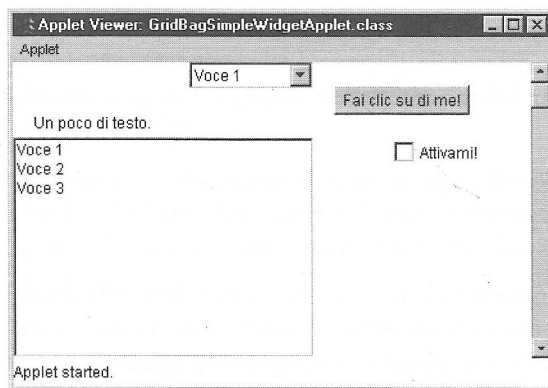 Applet Viewer: GridBagSimpleWidgetApplet.class
Applet
Voce 1
Fai clic su di me!
Un poco di testo.
Voce 1
Attivami!
Voce 2
Voce 3
Applet started.